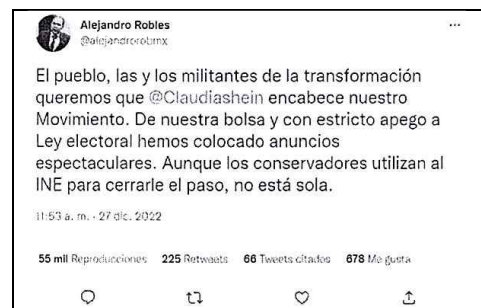 Alejandro Robles
@alejandrorobmx
El pueblo, las y los militantes de la transformación
queremos que @Claudiashein encabece nuestro
Movimiento. De nuestra bolsa y con estricto apego a
Ley electoral hemos colocado anuncios
espectaculares. Aunque los conservadores utilizan al
INE para cerrarle el paso, no está sola.
11:53 a. m. · 27 dic. 2022
55 mil Reproducciones 225 Retweets 66 Tweets citados 678 Me gusta